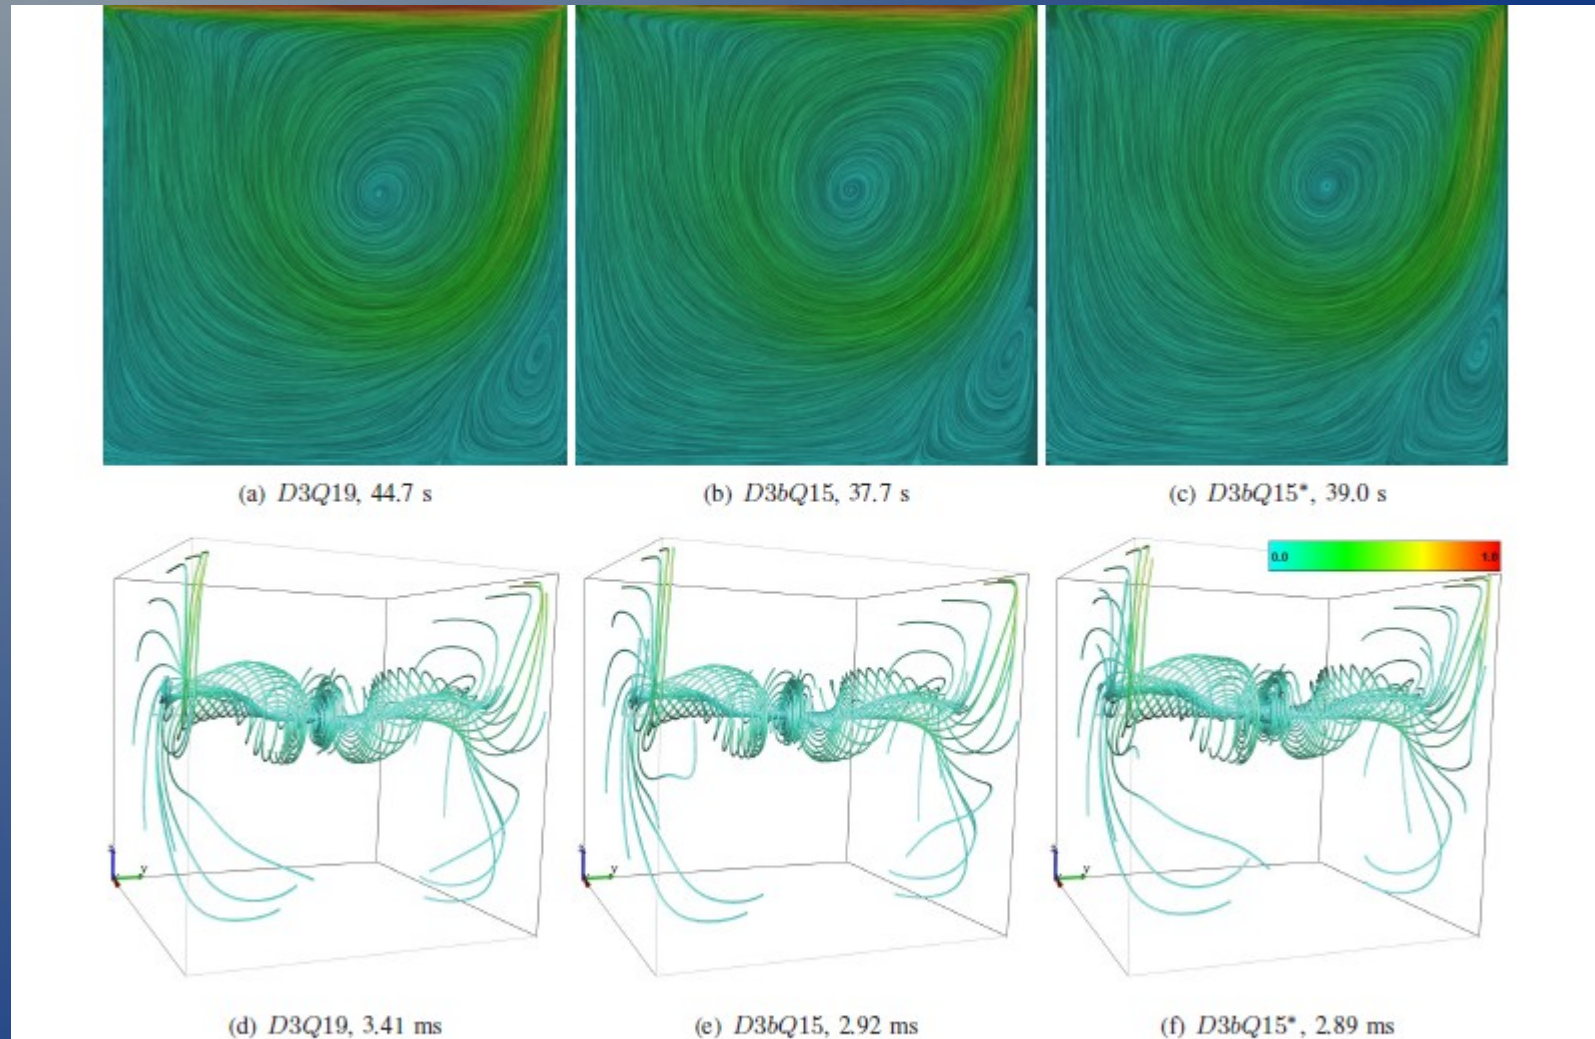 (a) D3Q19, 44.7 s
(b) D3bQ15, 37.7 s
(c) D3bQ15*, 39.0 s
0.0 1.0
z y
z y
z y
(d) D3Q19, 3.41 ms
(e) D3bQ15, 2.92 ms
(f) D3bQ15*, 2.89 ms